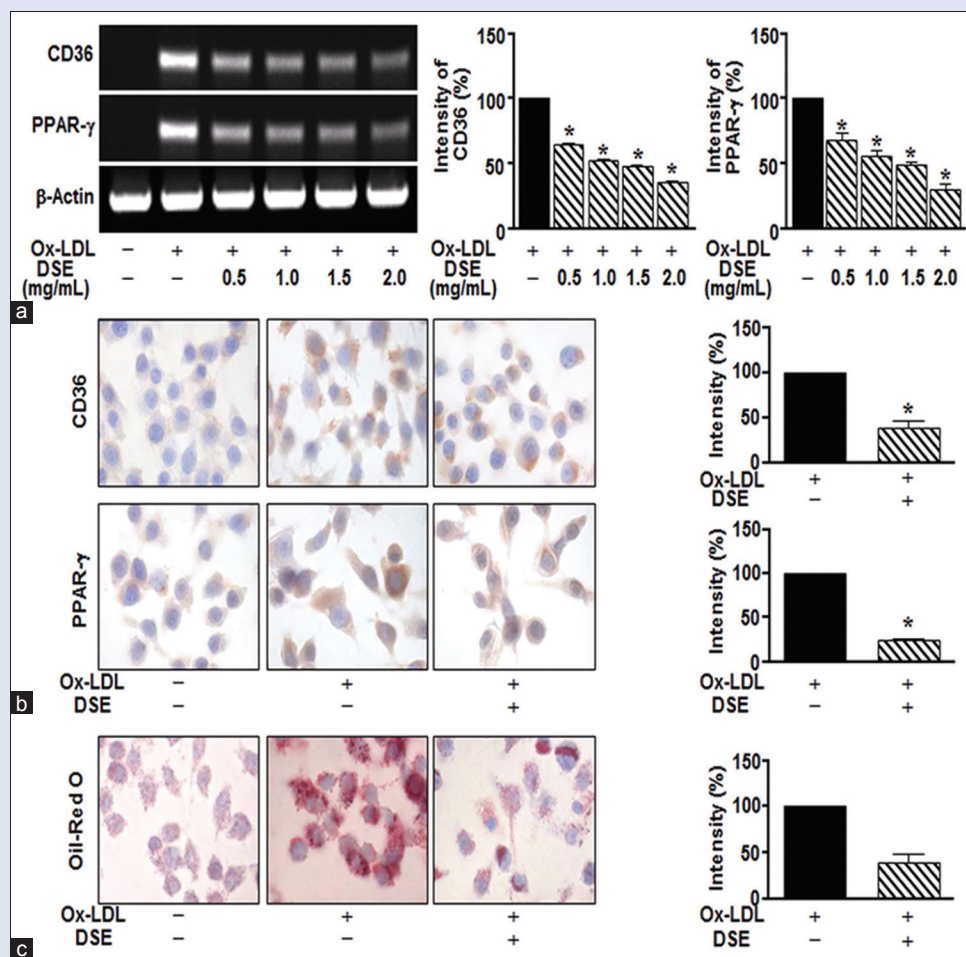 CD36
PPAR-γ
β-Actin
Ox-LDL – + + + + +
DSE – – 0.5 1.0 1.5 2.0
(mg/mL)
Intensity of
CD36 (%)
150
100
50
0
* * * *
Ox-LDL + + + + +
DSE – 0.5 1.0 1.5 2.0
(mg/mL)
Intensity of
PPAR-γ (%)
150
100
50
0
* * * *
Ox-LDL + + + + +
DSE – 0.5 1.0 1.5 2.0
(mg/mL)
a
CD36
PPAR-γ
Ox-LDL – + +
DSE – – +
Intensity (%)
150
100
50
0
*
Ox-LDL + +
DSE – +
Intensity (%)
150
100
50
0
*
Ox-LDL + +
DSE – +
b
Oil-Red O
Ox-LDL – + +
DSE – – +
Intensity (%)
150
100
50
0
Ox-LDL + +
DSE – +
c